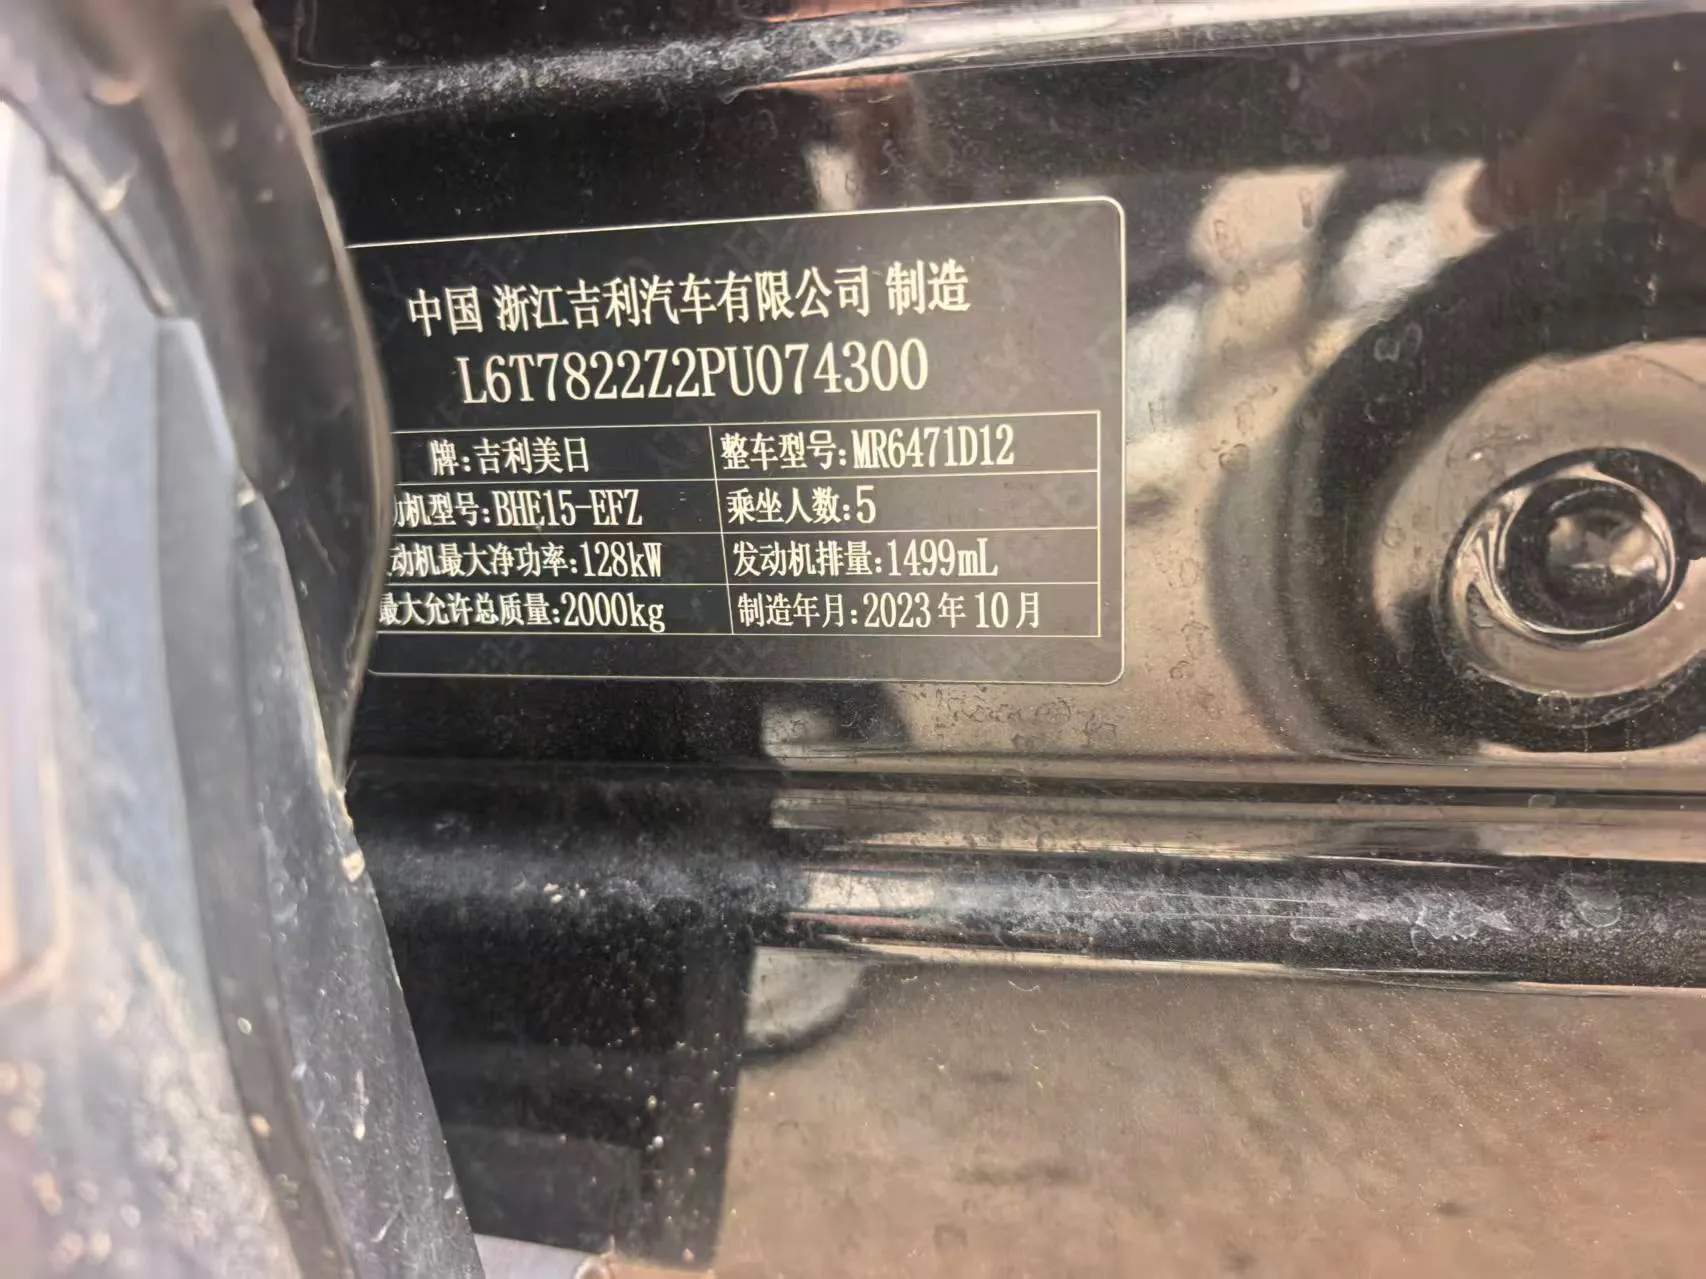 中国 浙江吉利汽车有限公司 制造
L6T7822Z2PU074300
牌:吉利美日 整车型号:MR6471D12
动机型号:BHE15-EFZ 乘坐人数:5
动机最大净功率:128kW 发动机排量:1499mL
最大允许总质量:2000kg 制造年月:2023年10月